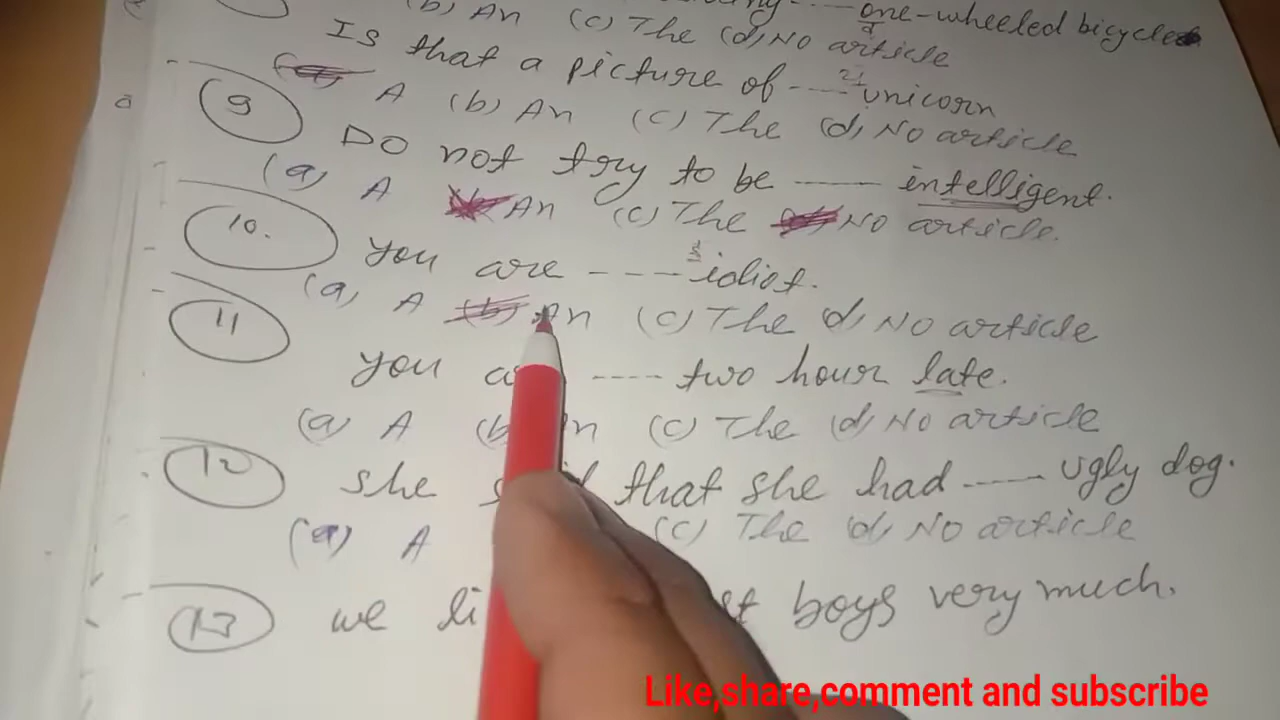 one-wheeled bicycle
(b) An (c) The (d) No article
Is that a picture of ---- unicorn
A (b) An (c) The (d) No article
9 Do not try to be ---- intelligent.
(a) A An (c) The No article.
10. You are ---- idiot.
(a) A (b) An (c) The (d) No article
11 You ---- two hour late.
(a) A (b) (c) The (d) No article
12 she that she had ---- ugly dog.
(a) A (c) The (d) No article
13 we boys very much.
Like,share,comment and subscribe